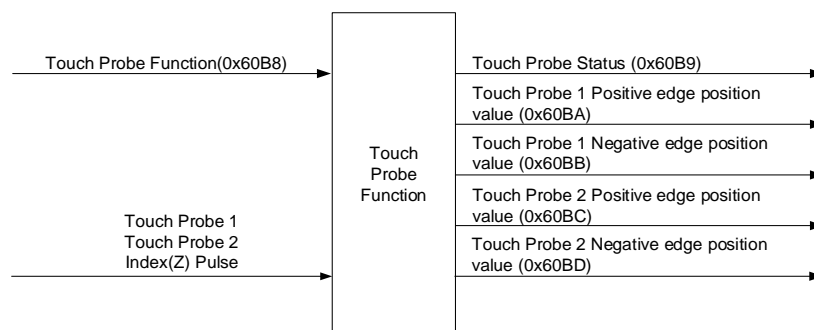 Touch Probe Function(0x60B8)
Touch Probe 1
Touch Probe 2
Index(Z) Pulse
Touch
Probe
Function
Touch Probe Status (0x60B9)
Touch Probe 1 Positive edge position
value (0x60BA)
Touch Probe 1 Negative edge position
value (0x60BB)
Touch Probe 2 Positive edge position
value (0x60BC)
Touch Probe 2 Negative edge position
value (0x60BD)